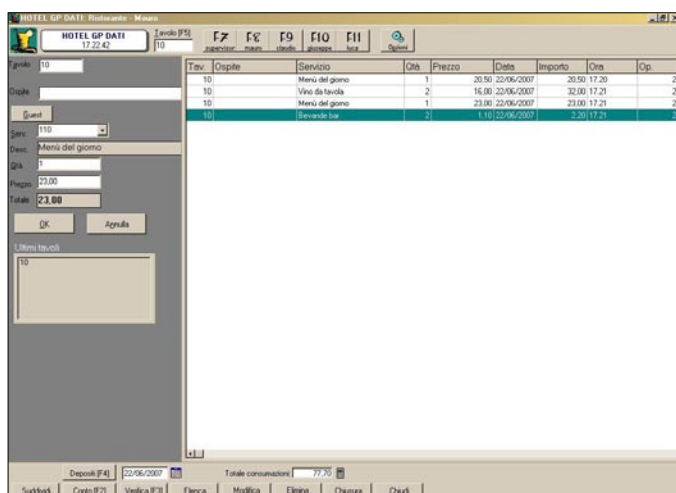 HOTEL GP DATI: Ristorante - Mauro
HOTEL GP DATI
17.22.42
Tavolo [F5]
10
F7 supervisor
F8 mauro
F9 claudio
F10 giuseppe
F11 luca
Opzioni
Tavolo 10
Ospite
Guest
Serv. 110
Desc. Menù del giorno
Qtà 1
Prezzo 23,00
Totale 23,00
OK Annulla
Ultimi tavoli
10
Tav. Ospite Servizio Qtà Prezzo Data Importo Ora Op.
10 Menù del giorno 1 20,50 22/06/2007 20,50 17.20 2
10 Vino da tavola 2 16,00 22/06/2007 32,00 17.21 2
10 Menù del giorno 1 23,00 22/06/2007 23,00 17.21 2
10 Bevande bar 2 1,10 22/06/2007 2,20 17.21 2
Depositi [F4] 22/06/2007 Totale consumazioni: 77,70
Suddividi Conto [F2] Verifica [F3] Elenca Modifica Elimina Chiusura Chiudi